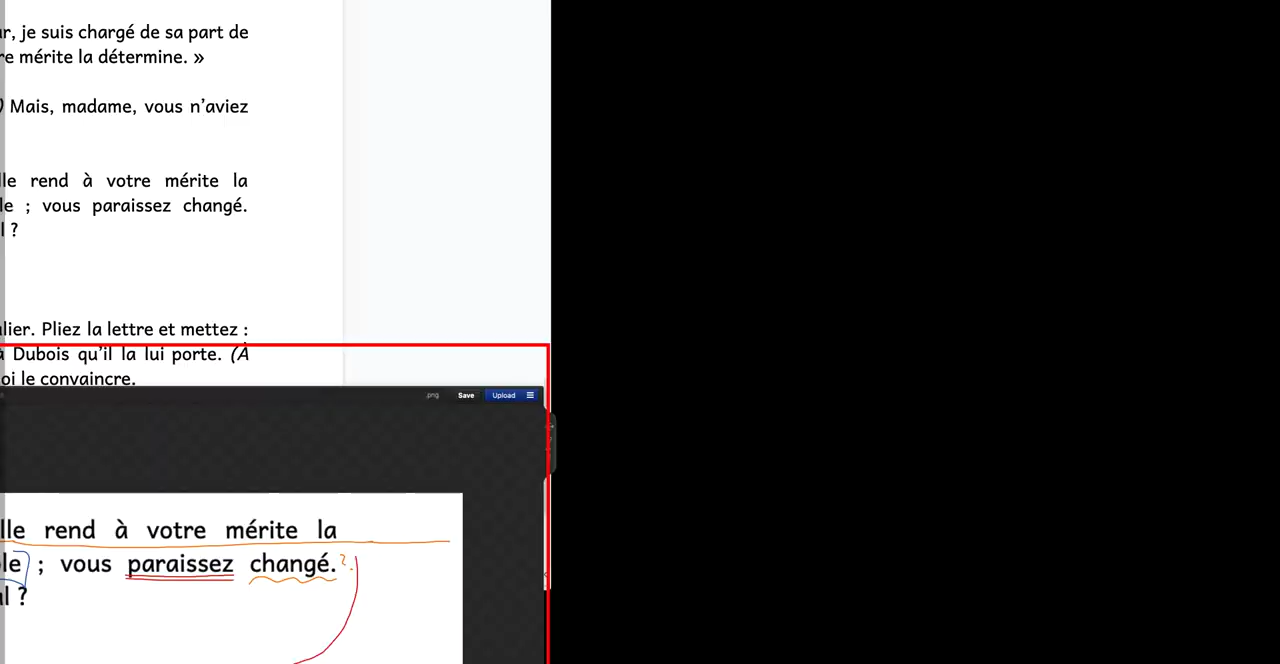 r, je suis chargé de sa part de
re mérite la détermine. »
) Mais, madame, vous n’aviez
lle rend à votre mérite la
le ; vous paraissez changé.
l ?
lier. Pliez la lettre et mettez :
à Dubois qu’il la lui porte. (À
oi le convaincre.
.png Save Upload
lle rend à votre mérite la
ole ; vous paraissez changé. ?.
al ?